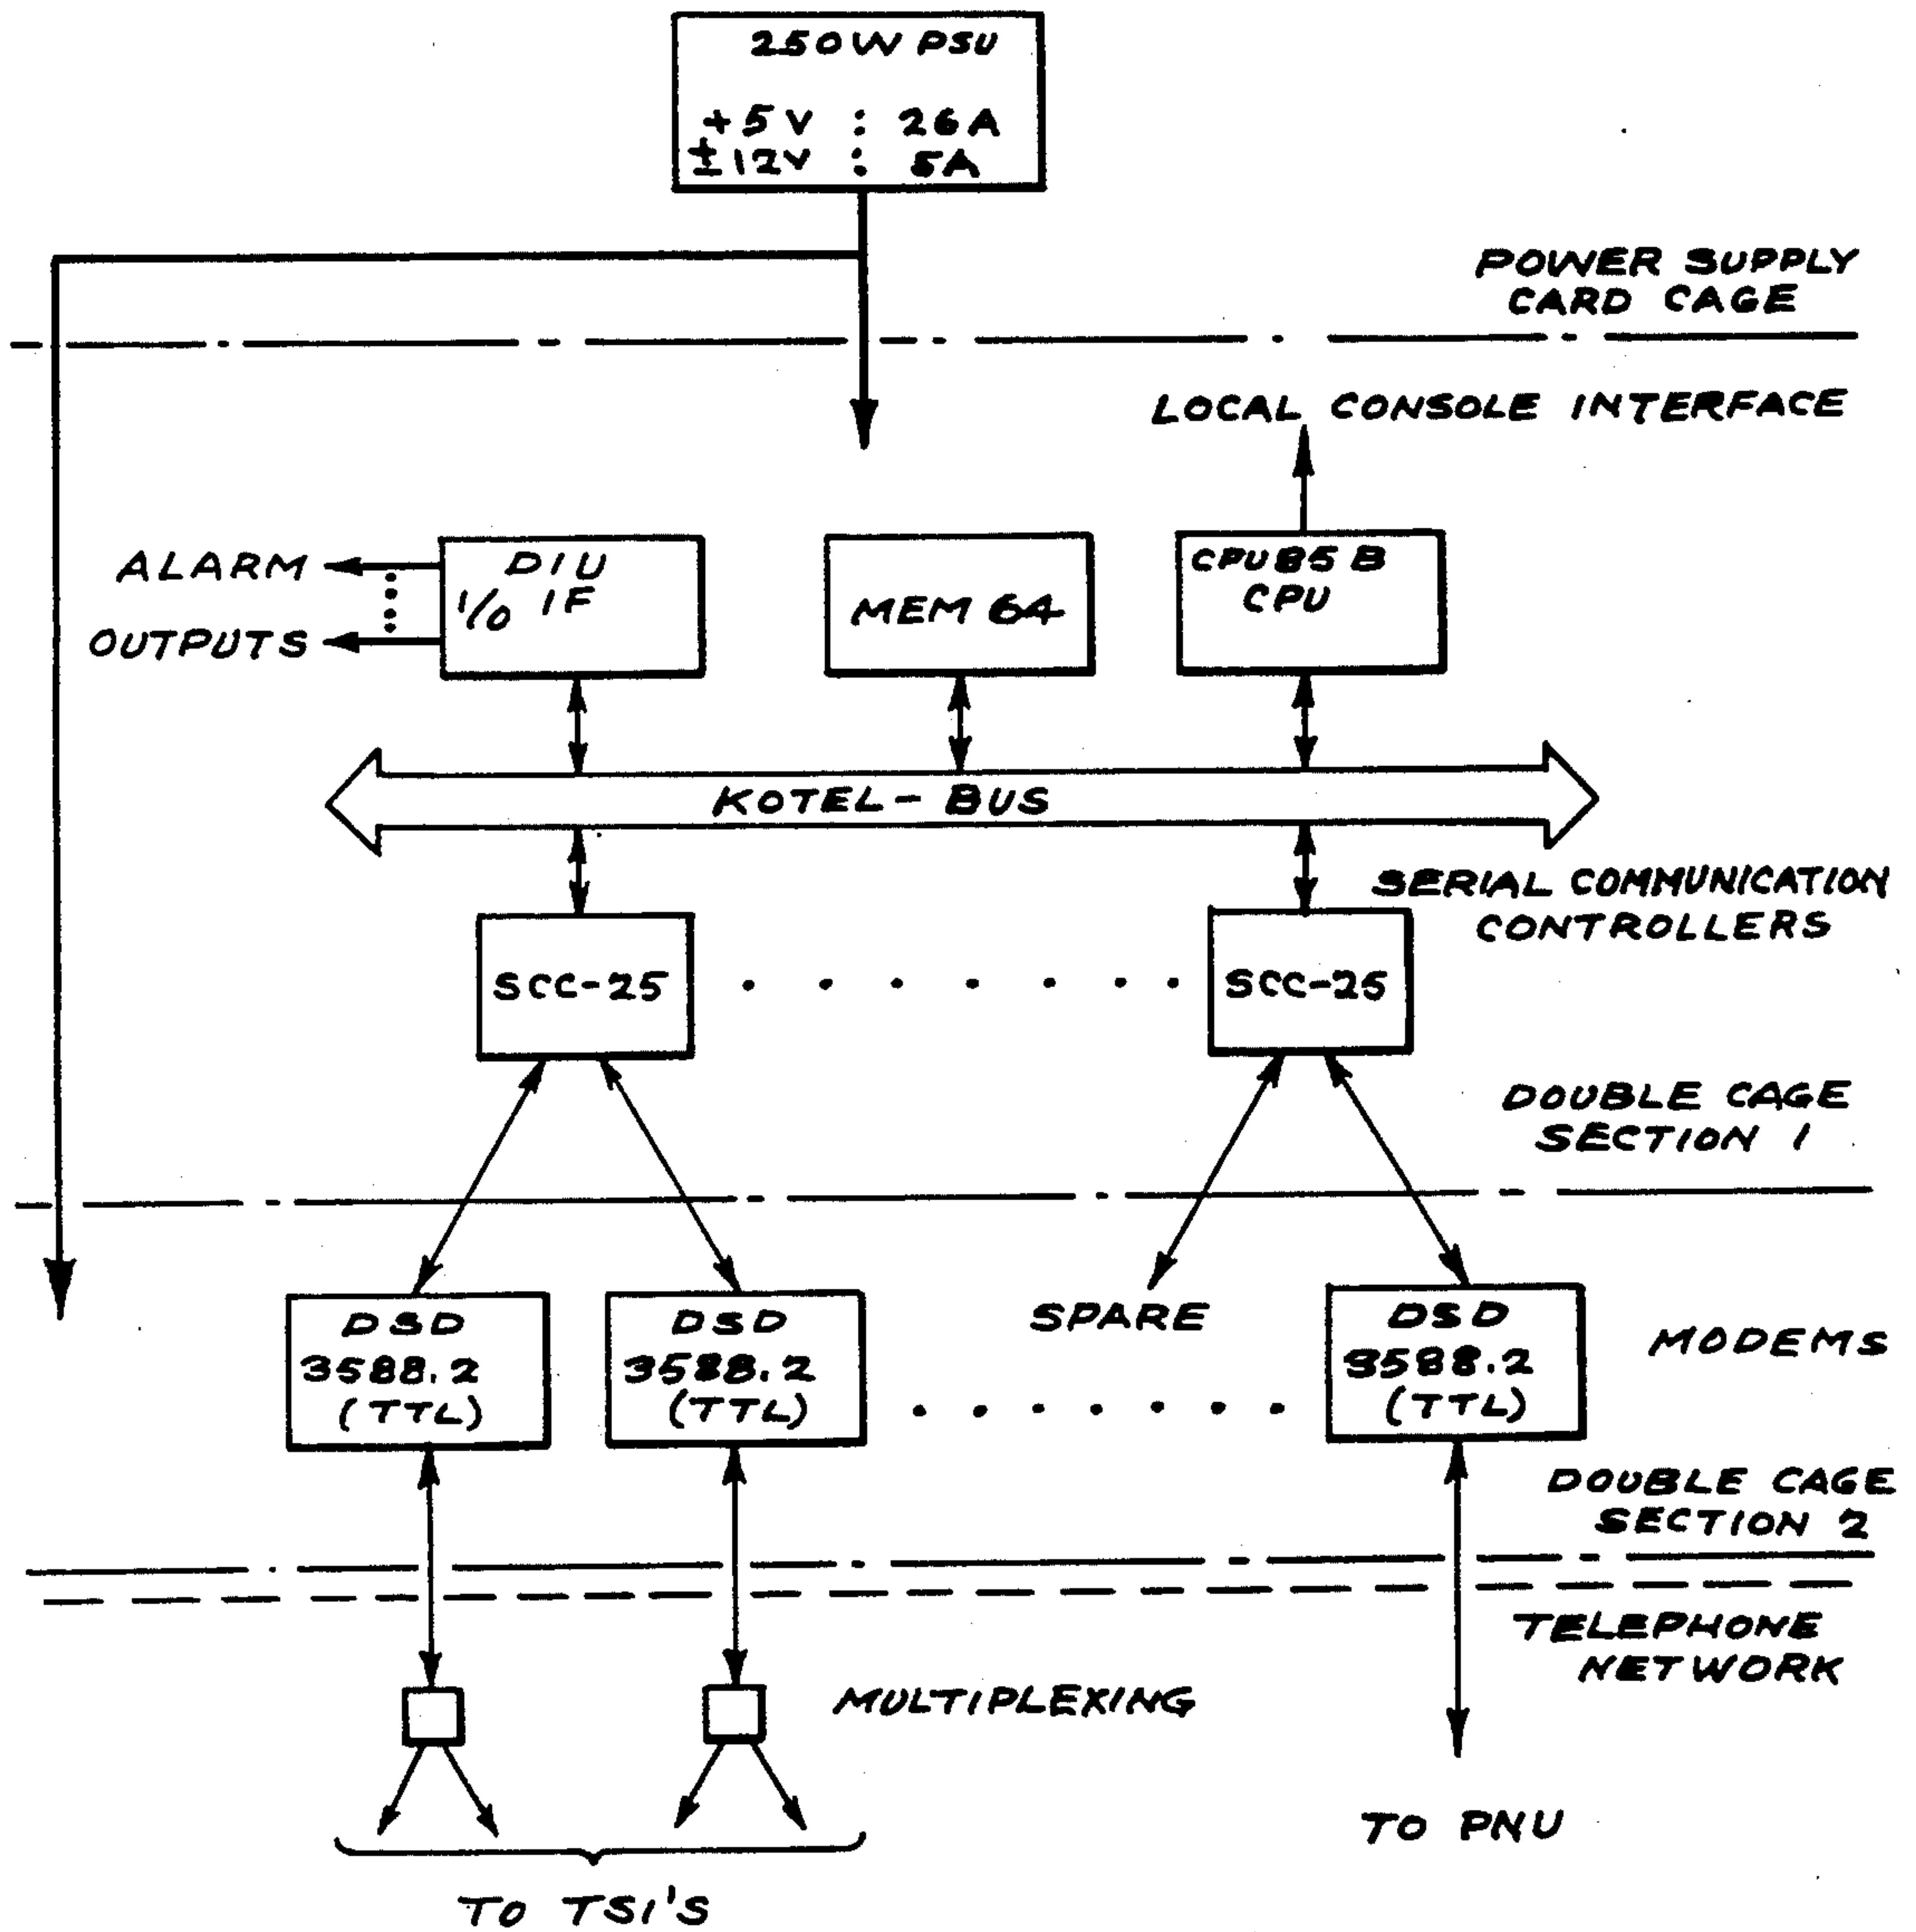 250W PSU
+5V : 26A
±12V : 5A
POWER SUPPLY
CARD CAGE
LOCAL CONSOLE INTERFACE
ALARM
OUTPUTS
DIU
I/O IF
MEM 64
CPU85B
CPU
KOTEL-BUS
SERIAL COMMUNICATION
CONTROLLERS
SCC-25
SCC-25
DOUBLE CAGE
SECTION 1
DSD
3588.2
(TTL)
DSD
3588.2
(TTL)
SPARE
DSD
3588.2
(TTL)
MODEMS
DOUBLE CAGE
SECTION 2
TELEPHONE
NETWORK
MULTIPLEXING
TO PNU
TO TSI'S